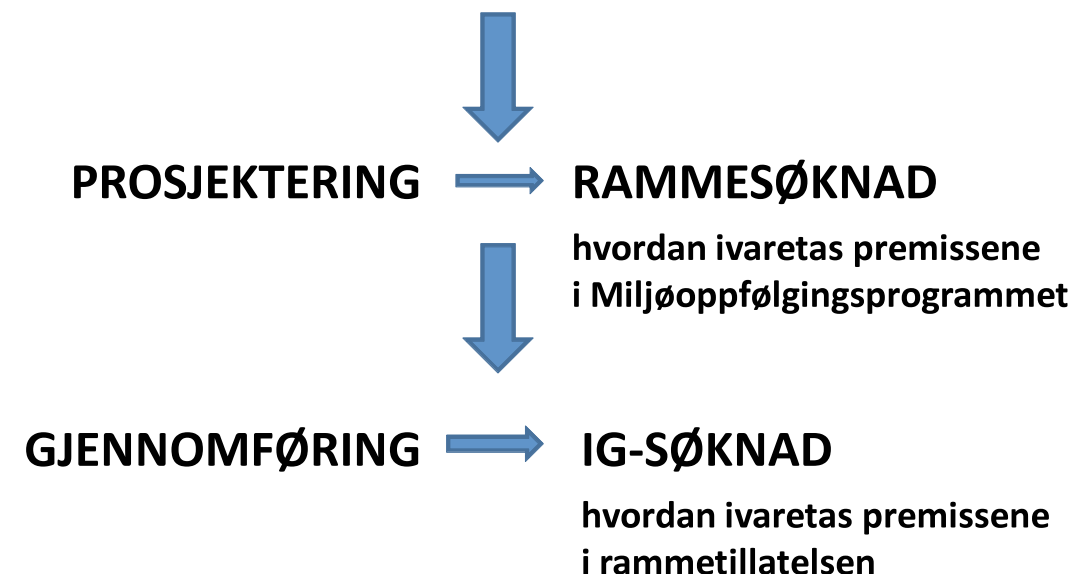 PROSJEKTERING RAMMESØKNAD
hvordan ivaretas premissene
i Miljøoppfølgingsprogrammet
GJENNOMFØRING IG-SØKNAD
hvordan ivaretas premissene
i rammetillatelsen